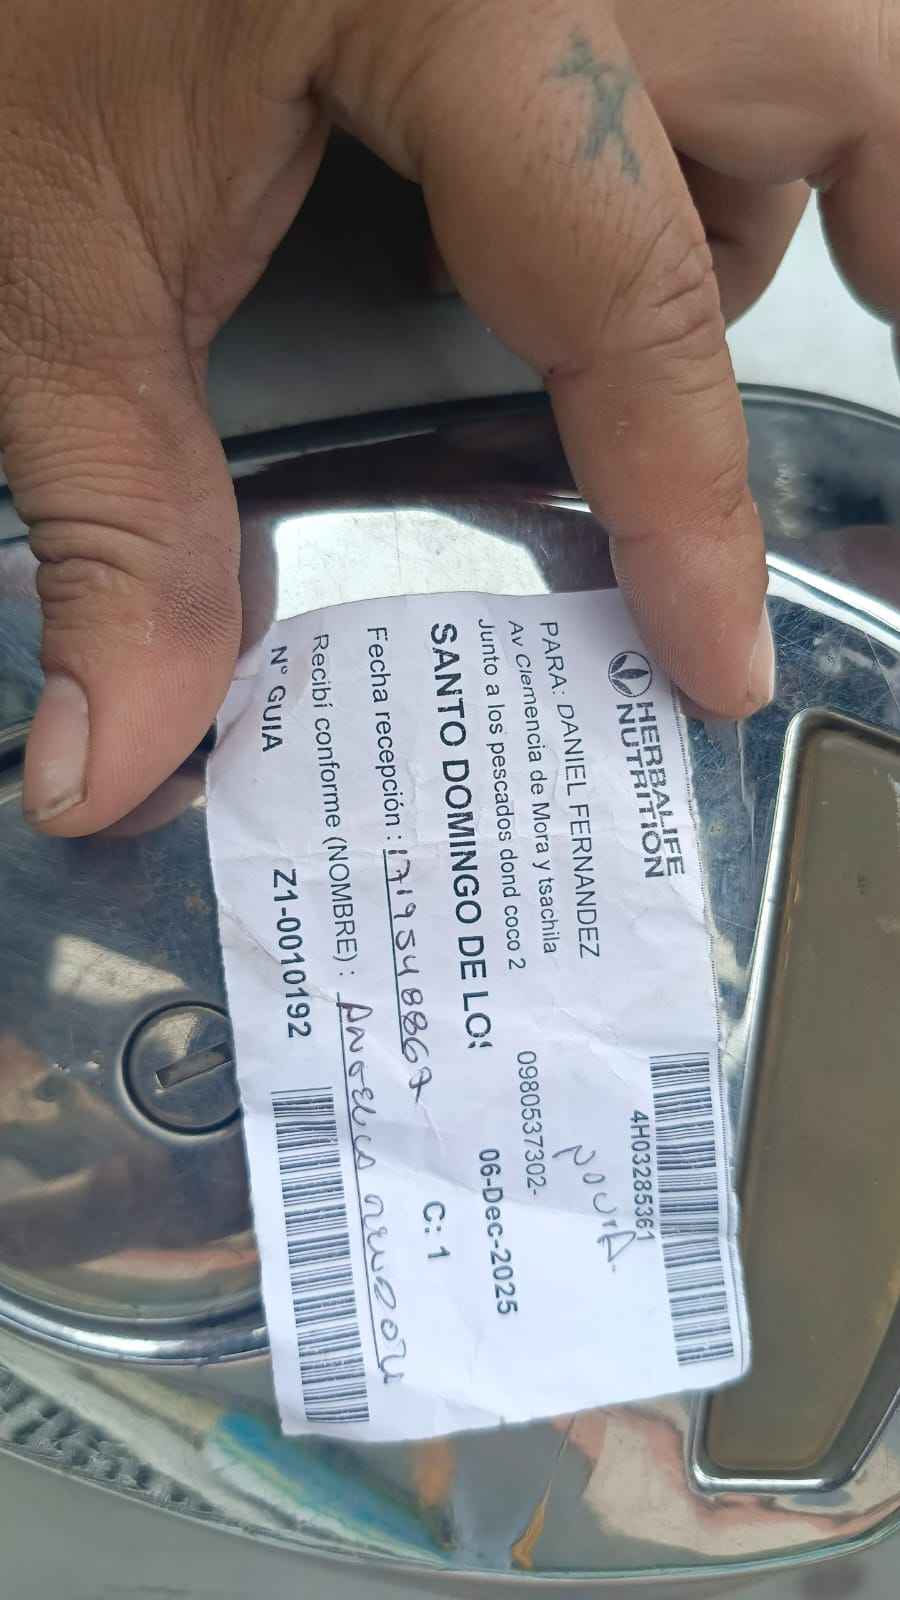 HERBALIFE
NUTRITION
4H03285361
PARA: DANIEL FERNANDEZ
Av Clemencia de Mora y tsachila
Junto a los pescados dond coco 2
0980537302-
SANTO DOMINGO DE LO
06-Dec-2025
Fecha recepción : 1719548867
C: 1
Recibí conforme (NOMBRE) :
N° GUIA
Z1-0010192